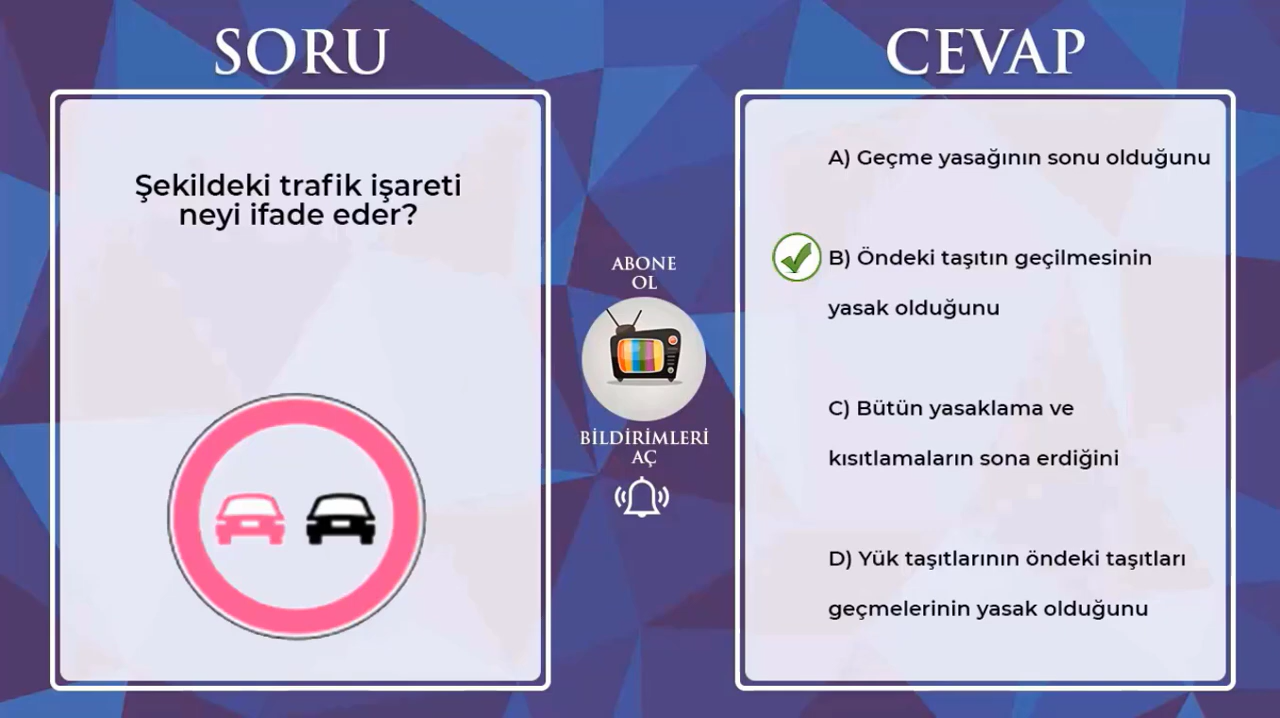 SORU
Şekildeki trafik işareti
neyi ifade eder?
ABONE
OL
BİLDİRİMLERİ
AÇ
CEVAP
A) Geçme yasağının sonu olduğunu
B) Öndeki taşıtın geçilmesinin
yasak olduğunu
C) Bütün yasaklama ve
kısıtlamaların sona erdiğini
D) Yük taşıtlarının öndeki taşıtları
geçmelerinin yasak olduğunu